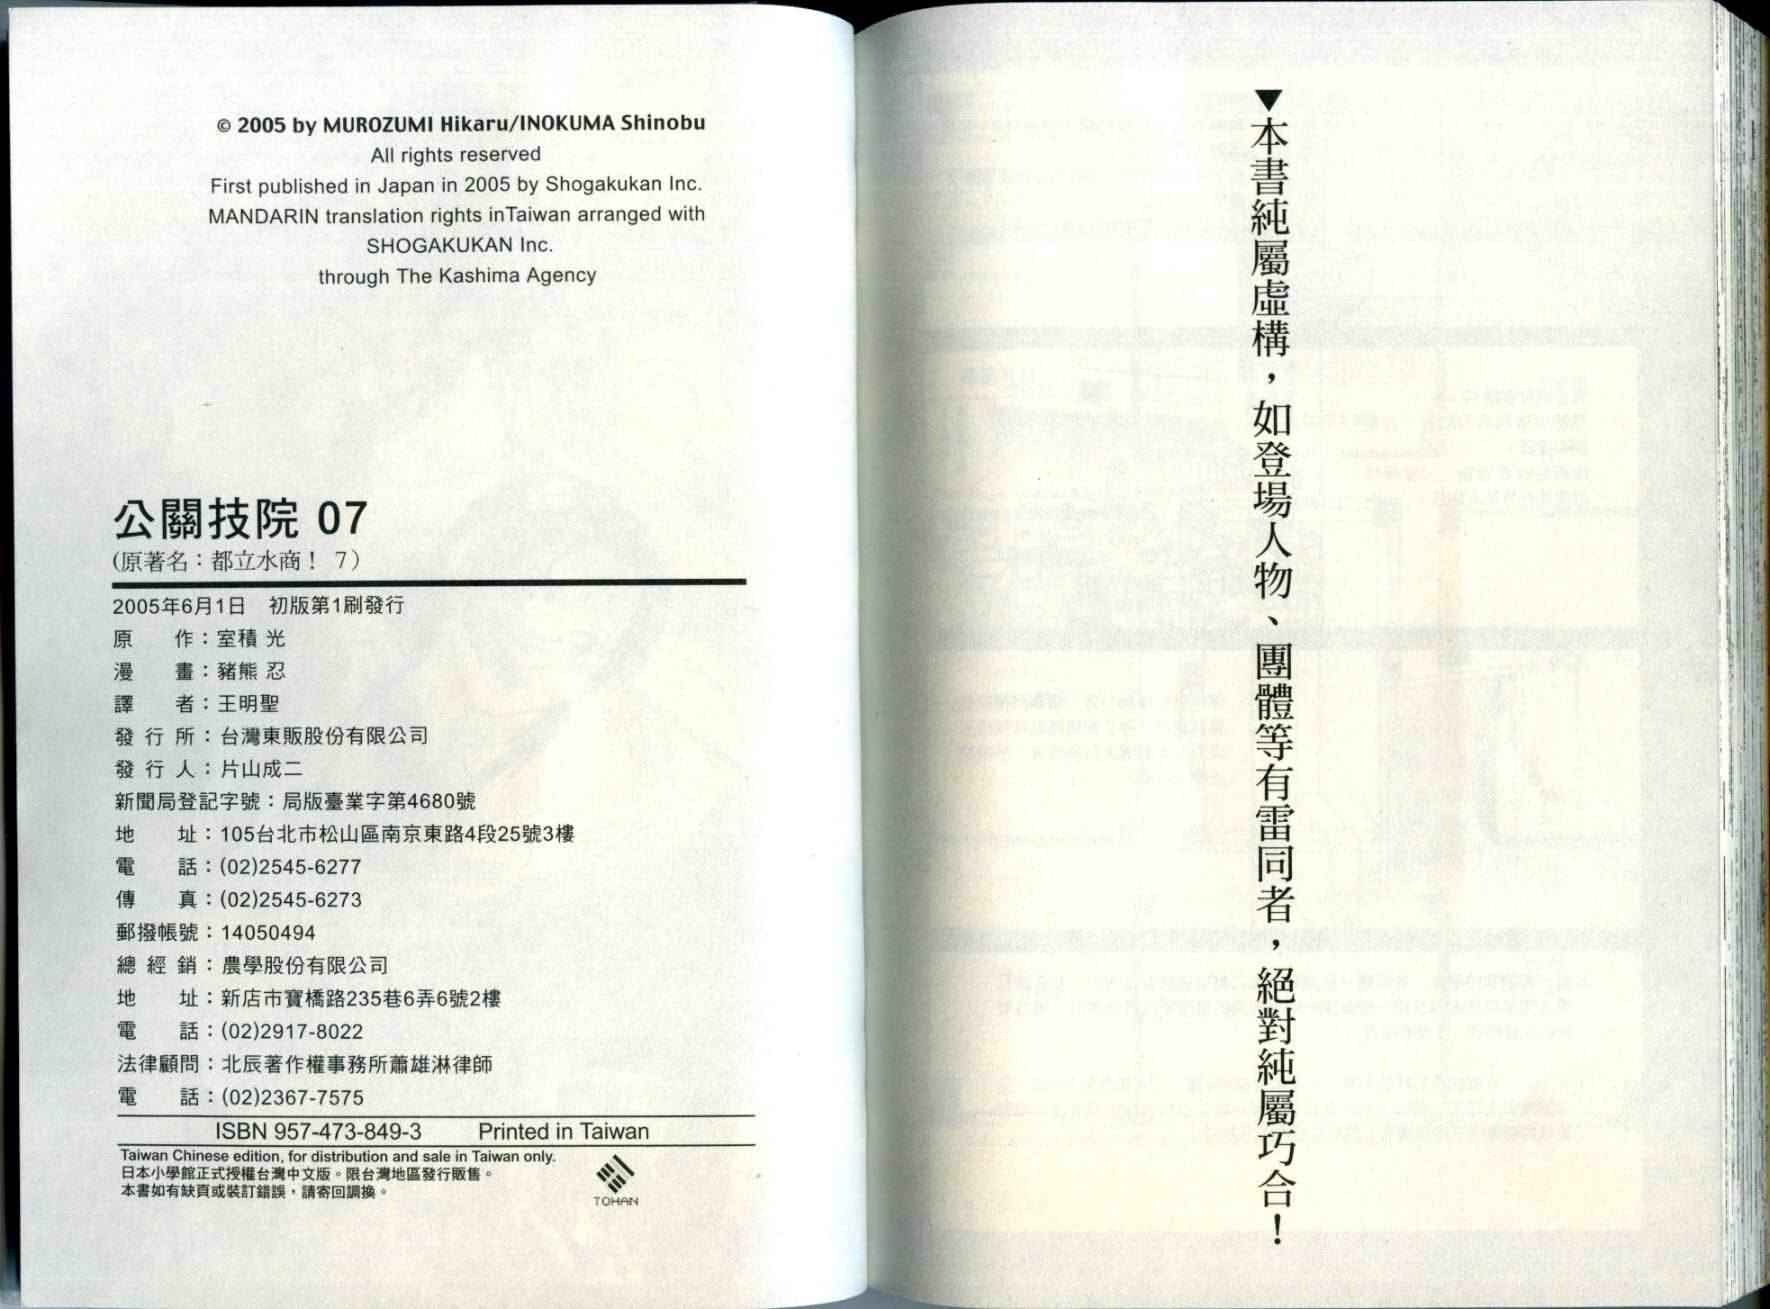 © 2005 by MUROZUMI Hikaru/INOKUMA Shinobu
All rights reserved
First published in Japan in 2005 by Shogakukan Inc.
MANDARIN translation rights inTaiwan arranged with
SHOGAKUKAN Inc.
through The Kashima Agency
公關技院 07
(原著名：都立水商！ 7）
2005年6月1日　初版第1刷發行
原　　作：室積 光
漫　　畫：豬熊 忍
譯　　者：王明聖
發 行 所：台灣東販股份有限公司
發 行 人：片山成二
新聞局登記字號：局版臺業字第4680號
地　　址：105台北市松山區南京東路4段25號3樓
電　　話：(02)2545-6277
傳　　真：(02)2545-6273
郵撥帳號：14050494
總 經 銷：農學股份有限公司
地　　址：新店市寶橋路235巷6弄6號2樓
電　　話：(02)2917-8022
法律顧問：北辰著作權事務所蕭雄淋律師
電　　話：(02)2367-7575
ISBN 957-473-849-3　Printed in Taiwan
Taiwan Chinese edition, for distribution and sale in Taiwan only.
日本小學館正式授權台灣中文版。限台灣地區發行販售。
本書如有缺頁或裝訂錯誤，請寄回調換。
TOHAN
▼本書純屬虛構，如登場人物、團體等有雷同者，絕對純屬巧合！